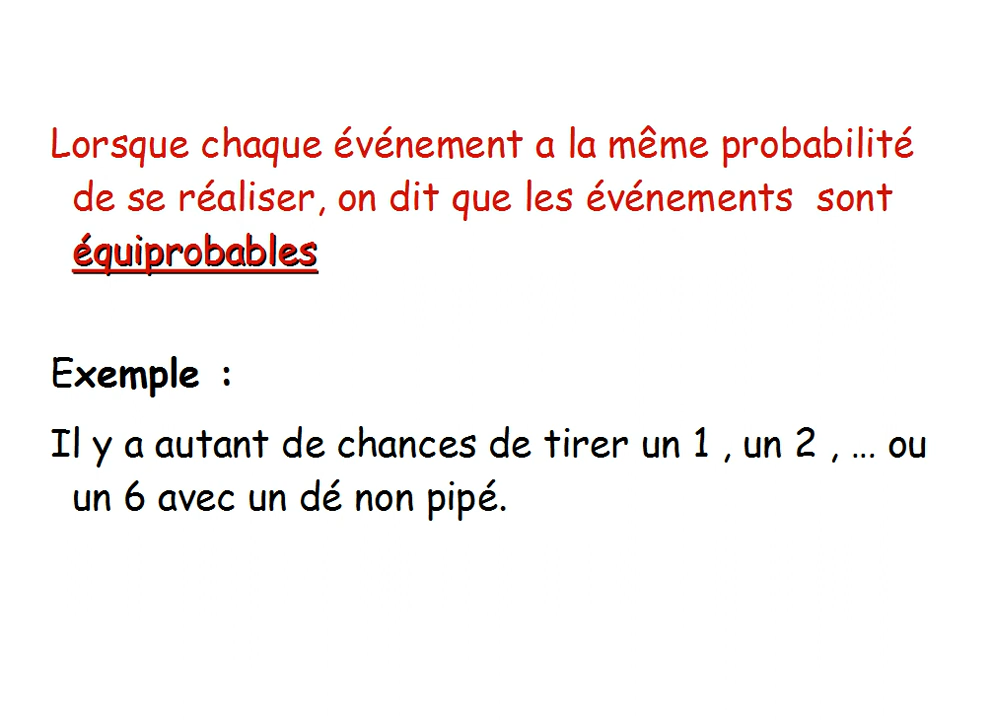 Lorsque chaque événement a la même probabilité
de se réaliser, on dit que les événements sont
équiprobables
Exemple :
Il y a autant de chances de tirer un 1 , un 2 , ... ou
un 6 avec un dé non pipé.